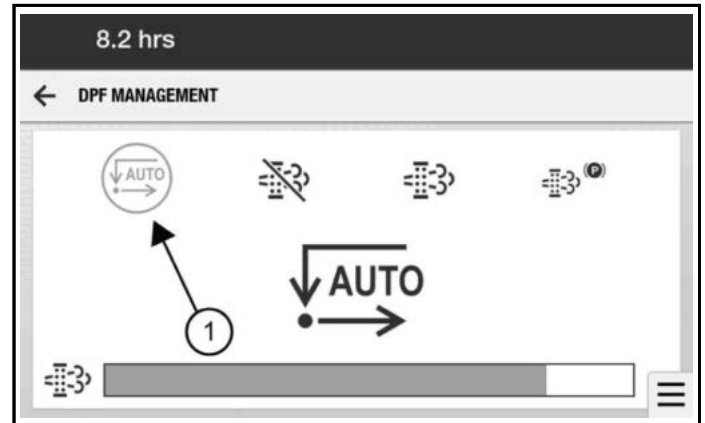 8.2 hrs
DPF MANAGEMENT
AUTO
(P)
AUTO
1